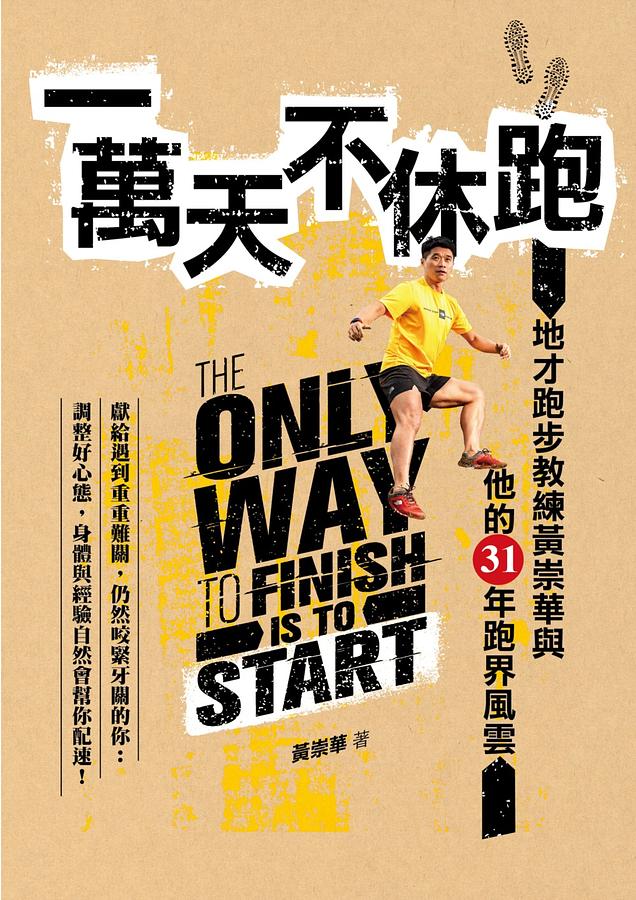 一萬天不休跑
地才跑步教練黃崇華與
他的31年跑界風雲
THE
ONLY
WAY
TO FINISH
IS TO
START
獻給遇到重重難關，仍然咬緊牙關的你：
調整好心態，身體與經驗自然會幫你配速！
黃崇華 著